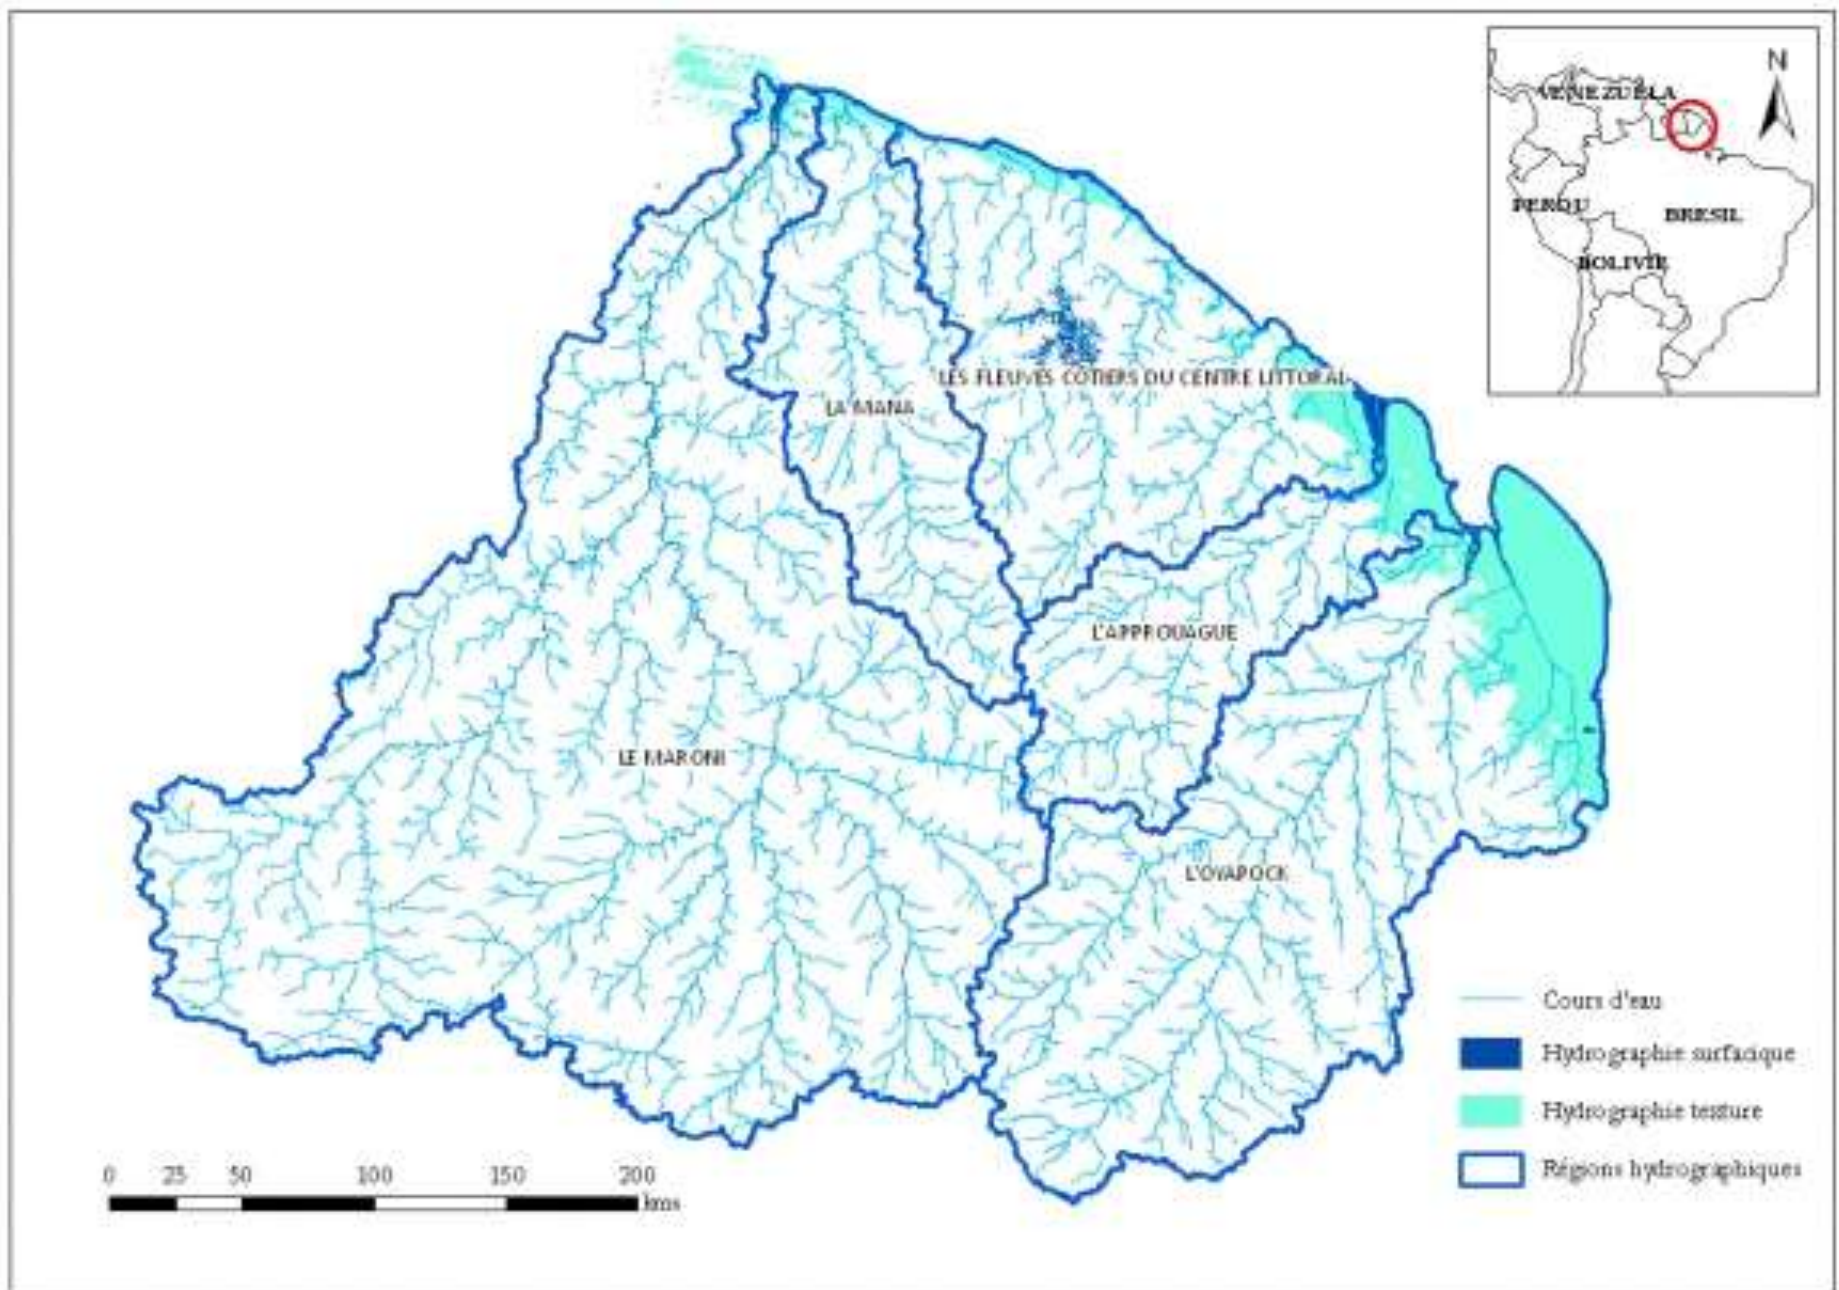 N
VENEZUELA
PEROU
BRESIL
BOLIVIE
LES FLEUVES COTIERS DU CENTRE LITTORAL
LA MANA
L'APPROUAGUE
LE MARONI
L'OYAPOCK
Cours d'eau
Hydrographie surfacique
Hydrographie texture
Régions hydrographiques
0 25 50 100 150 200
kms